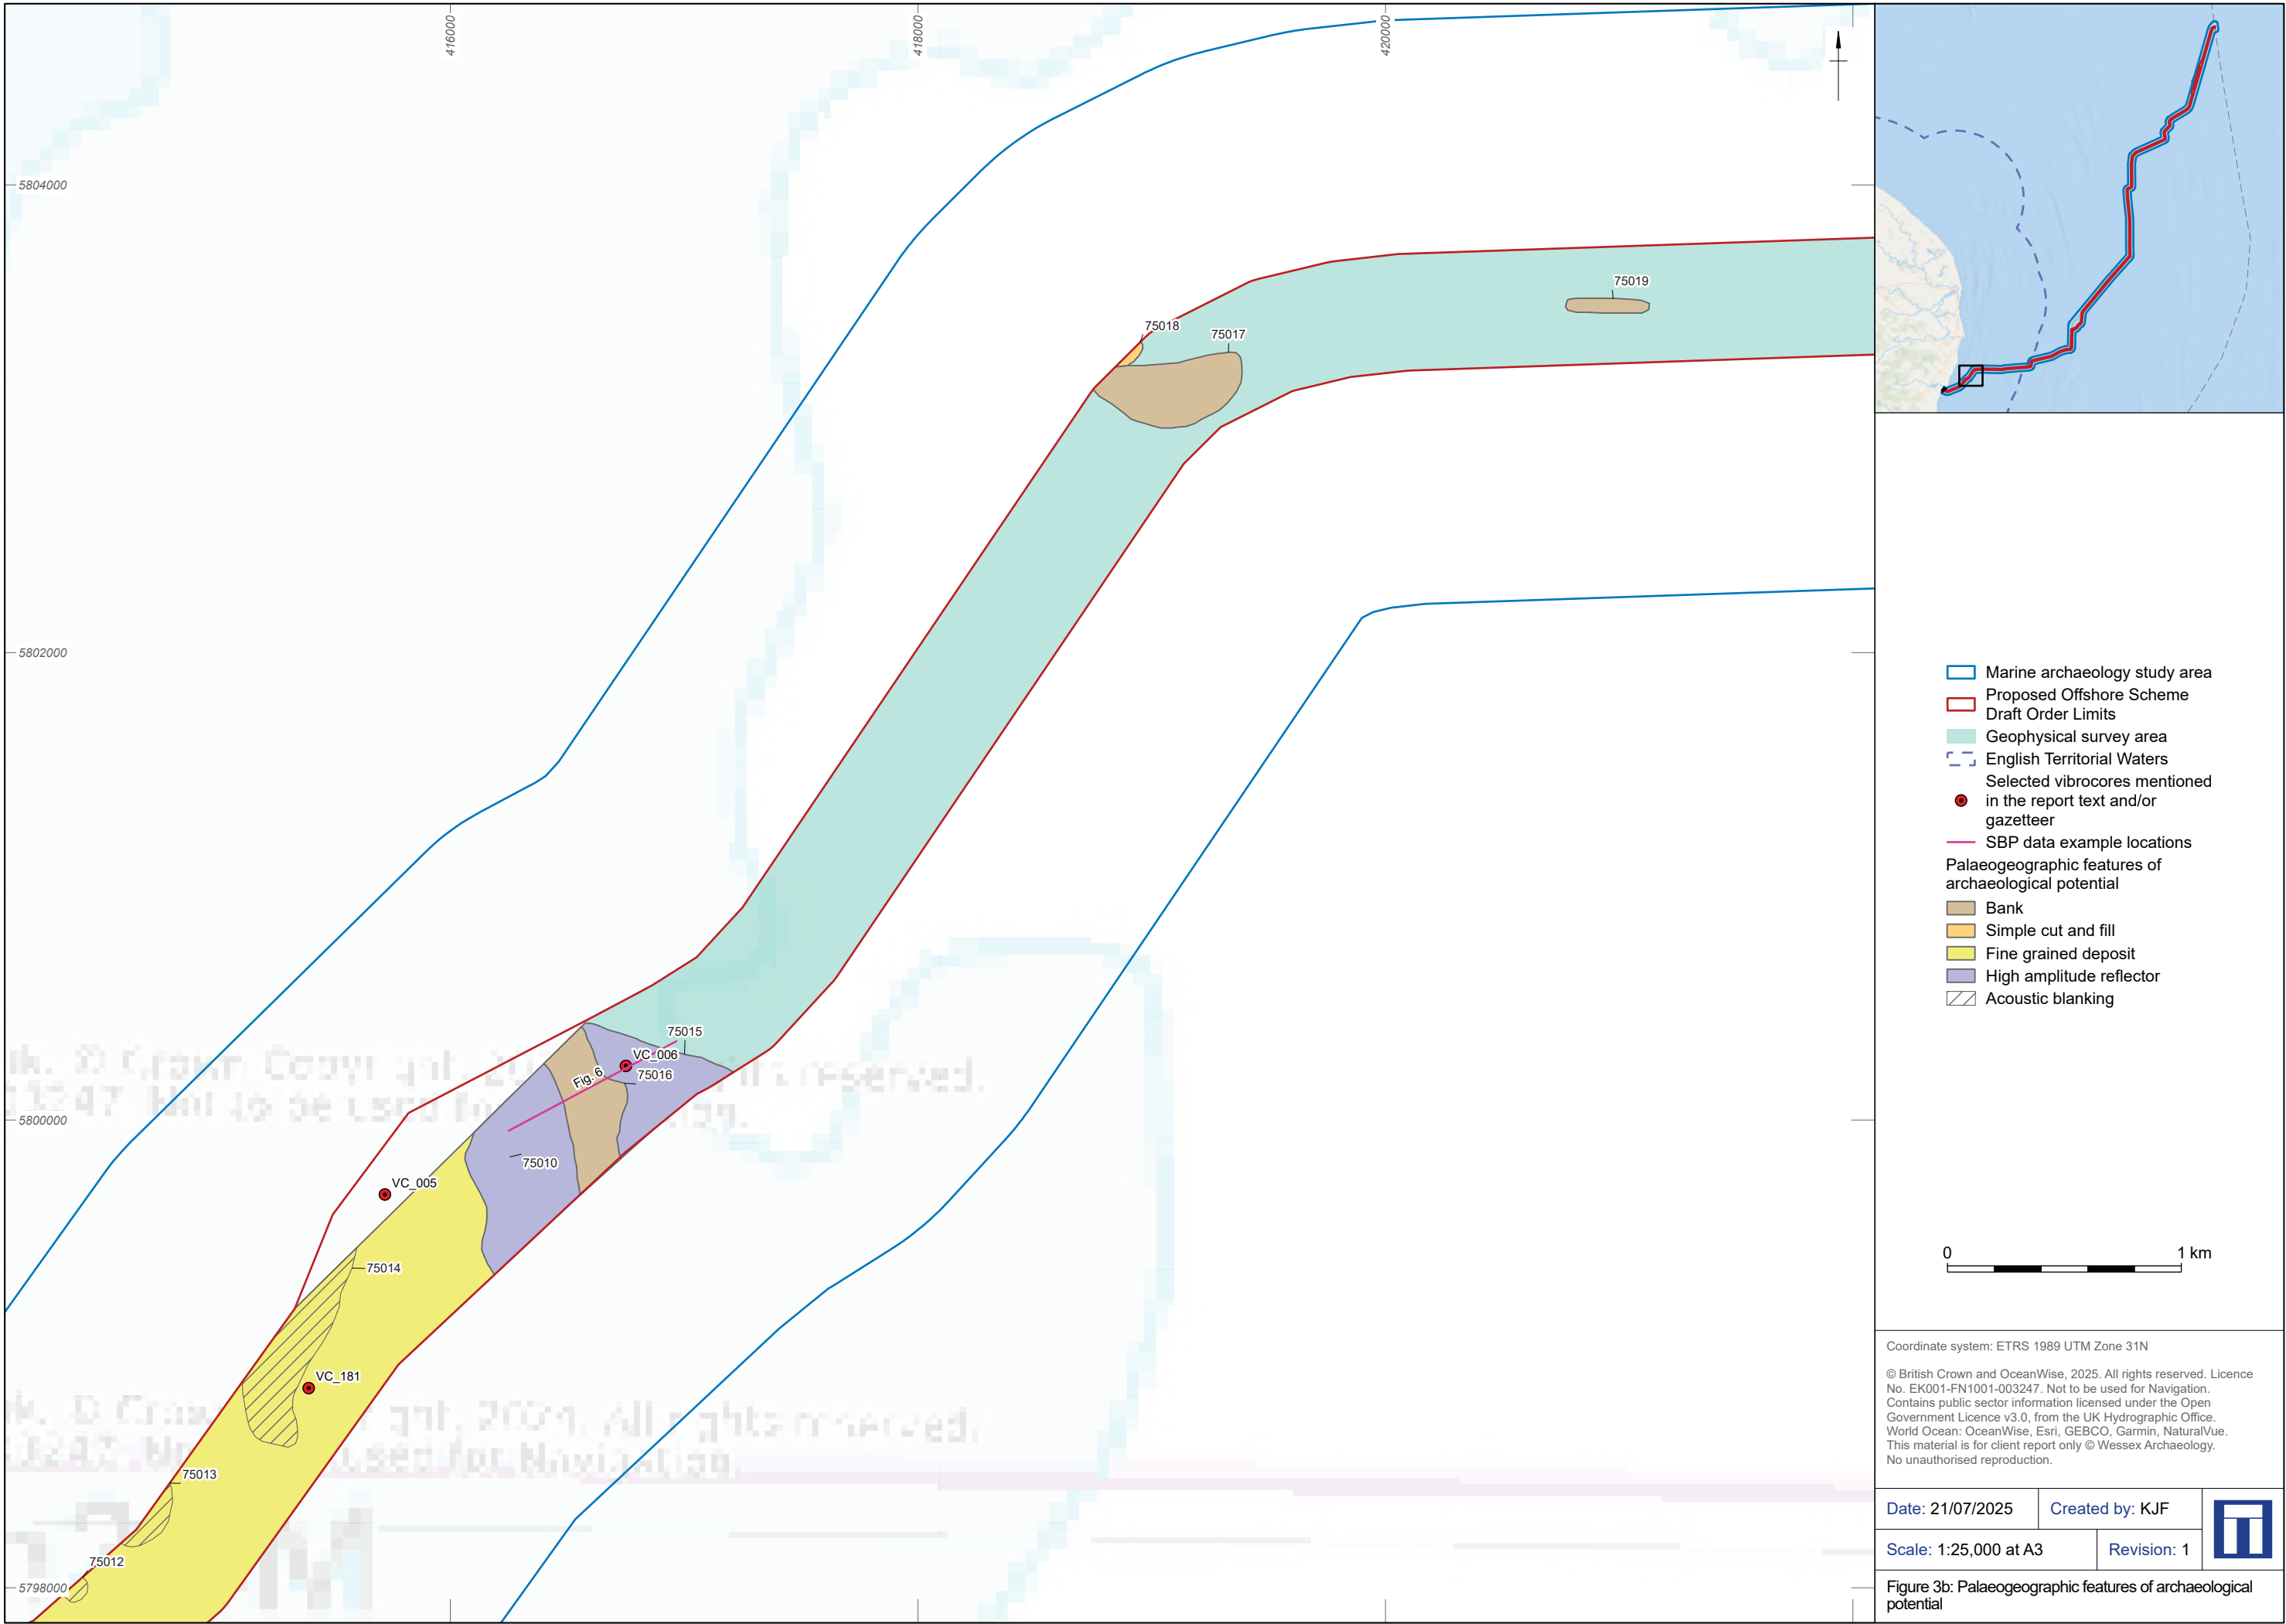 416000
418000
420000
5804000
75019
75018
75017
5802000
75015
VC_006
Fig. 6
75016
5800000
75010
VC_005
75014
VC_181
75013
75012
5798000
Marine archaeology study area
Proposed Offshore Scheme
Draft Order Limits
Geophysical survey area
English Territorial Waters
Selected vibrocores mentioned
in the report text and/or
gazetteer
SBP data example locations
Palaeogeographic features of
archaeological potential
Bank
Simple cut and fill
Fine grained deposit
High amplitude reflector
Acoustic blanking
0 1 km
Coordinate system: ETRS 1989 UTM Zone 31N
© British Crown and OceanWise, 2025. All rights reserved. Licence
No. EK001-FN1001-003247. Not to be used for Navigation.
Contains public sector information licensed under the Open
Government Licence v3.0, from the UK Hydrographic Office.
World Ocean: OceanWise, Esri, GEBCO, Garmin, NaturalVue.
This material is for client report only © Wessex Archaeology.
No unauthorised reproduction.
Date: 21/07/2025 Created by: KJF
Scale: 1:25,000 at A3 Revision: 1
Figure 3b: Palaeogeographic features of archaeological
potential